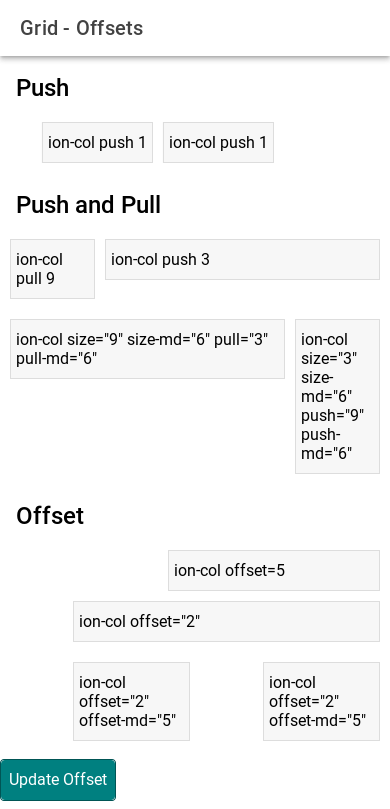 Grid - Offsets
Push
ion-col push 1
ion-col push 1
Push and Pull
ion-col
pull 9
ion-col push 3
ion-col size="9" size-md="6" pull="3"
pull-md="6"
ion-col
size="3"
size-
md="6"
push="9"
push-
md="6"
Offset
ion-col offset=5
ion-col offset="2"
ion-col
offset="2"
offset-md="5"
ion-col
offset="2"
offset-md="5"
Update Offset